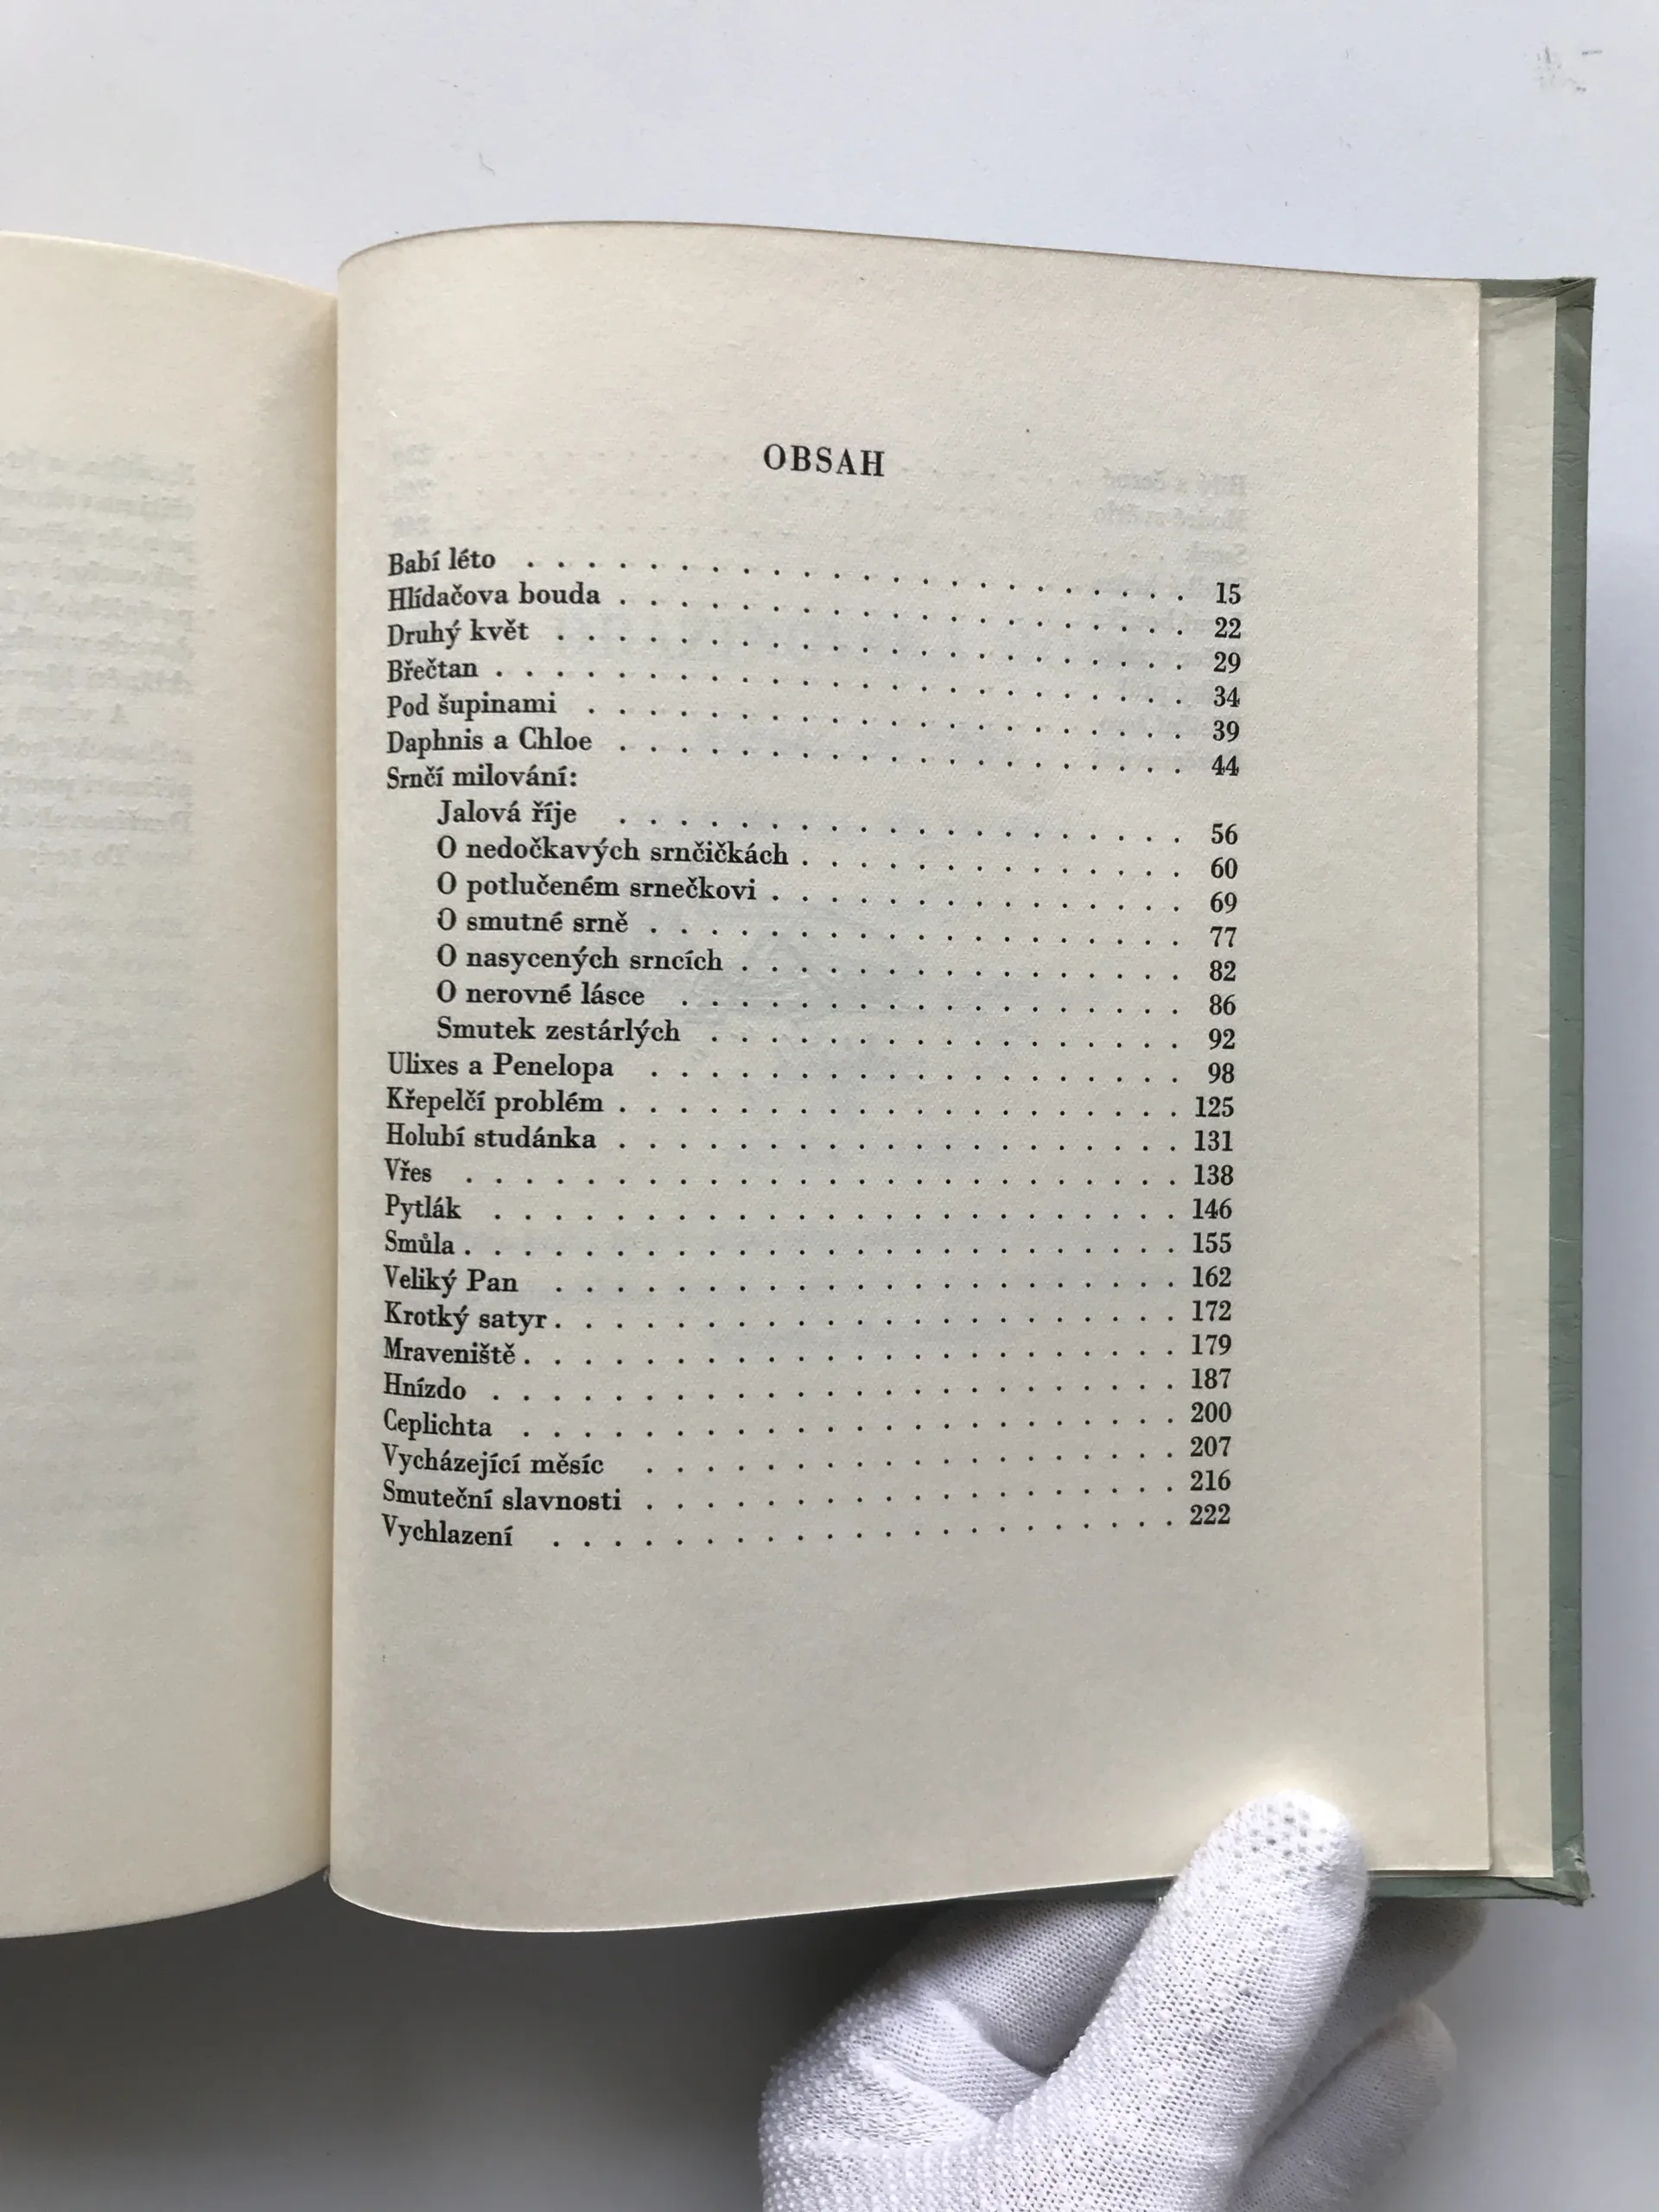 OBSAH
Babí léto . . . . . . . . . . . . . . . . . . . . . . 15
Hlídačova bouda . . . . . . . . . . . . . . . . . . . 22
Druhý květ . . . . . . . . . . . . . . . . . . . . . 29
Břečtan . . . . . . . . . . . . . . . . . . . . . . . 34
Pod šupinami . . . . . . . . . . . . . . . . . . . . 39
Daphnis a Chloe . . . . . . . . . . . . . . . . . . . 44
Srnčí milování:
Jalová říje . . . . . . . . . . . . . . . . . . . 56
O nedočkavých srnčičkách . . . . . . . . . . . . . 60
O potlučeném srnečkovi . . . . . . . . . . . . . . 69
O smutné srně . . . . . . . . . . . . . . . . . . 77
O nasycených srncích . . . . . . . . . . . . . . . 82
O nerovné lásce . . . . . . . . . . . . . . . . . 86
Smutek zestárlých . . . . . . . . . . . . . . . . 92
Ulixes a Penelopa . . . . . . . . . . . . . . . . . . 98
Křepelčí problém . . . . . . . . . . . . . . . . . . . 125
Holubí studánka . . . . . . . . . . . . . . . . . . . 131
Vřes . . . . . . . . . . . . . . . . . . . . . . . . 138
Pytlák . . . . . . . . . . . . . . . . . . . . . . . 146
Smůla . . . . . . . . . . . . . . . . . . . . . . . . 155
Veliký Pan . . . . . . . . . . . . . . . . . . . . . 162
Krotký satyr . . . . . . . . . . . . . . . . . . . . . 172
Mraveniště . . . . . . . . . . . . . . . . . . . . . . 179
Hnízdo . . . . . . . . . . . . . . . . . . . . . . . 187
Ceplichta . . . . . . . . . . . . . . . . . . . . . . 200
Vycházející měsíc . . . . . . . . . . . . . . . . . . 207
Smuteční slavnosti . . . . . . . . . . . . . . . . . . 216
Vychlazení . . . . . . . . . . . . . . . . . . . . . 222